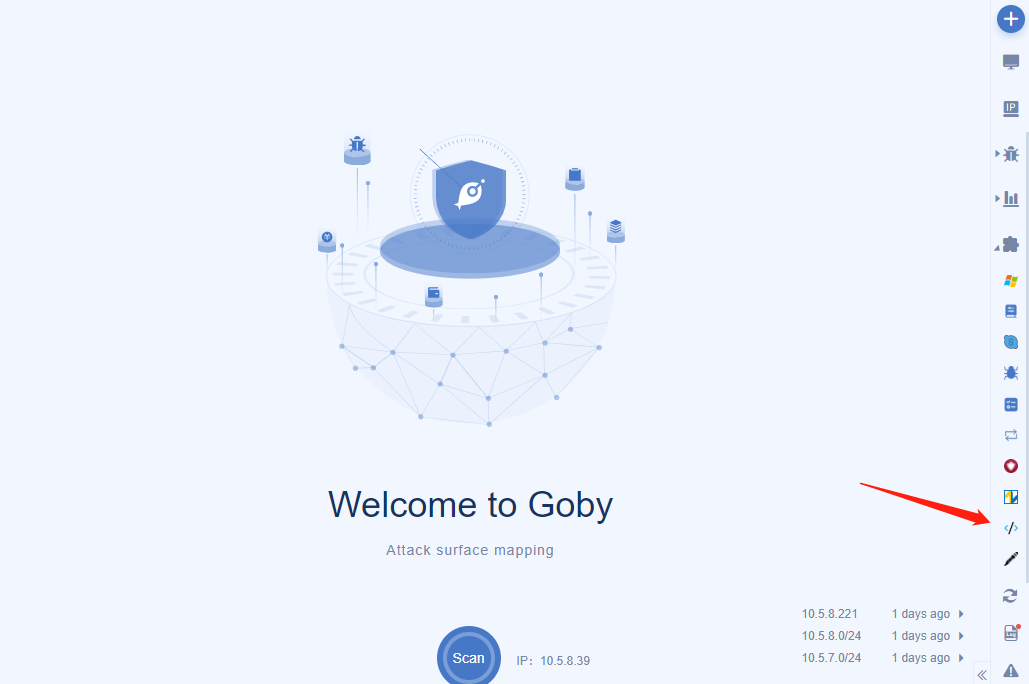 IP
Welcome to Goby
Attack surface mapping
10.5.8.221 1 days ago
10.5.8.0/24 1 days ago
10.5.7.0/24 1 days ago
Scan
IP: 10.5.8.39